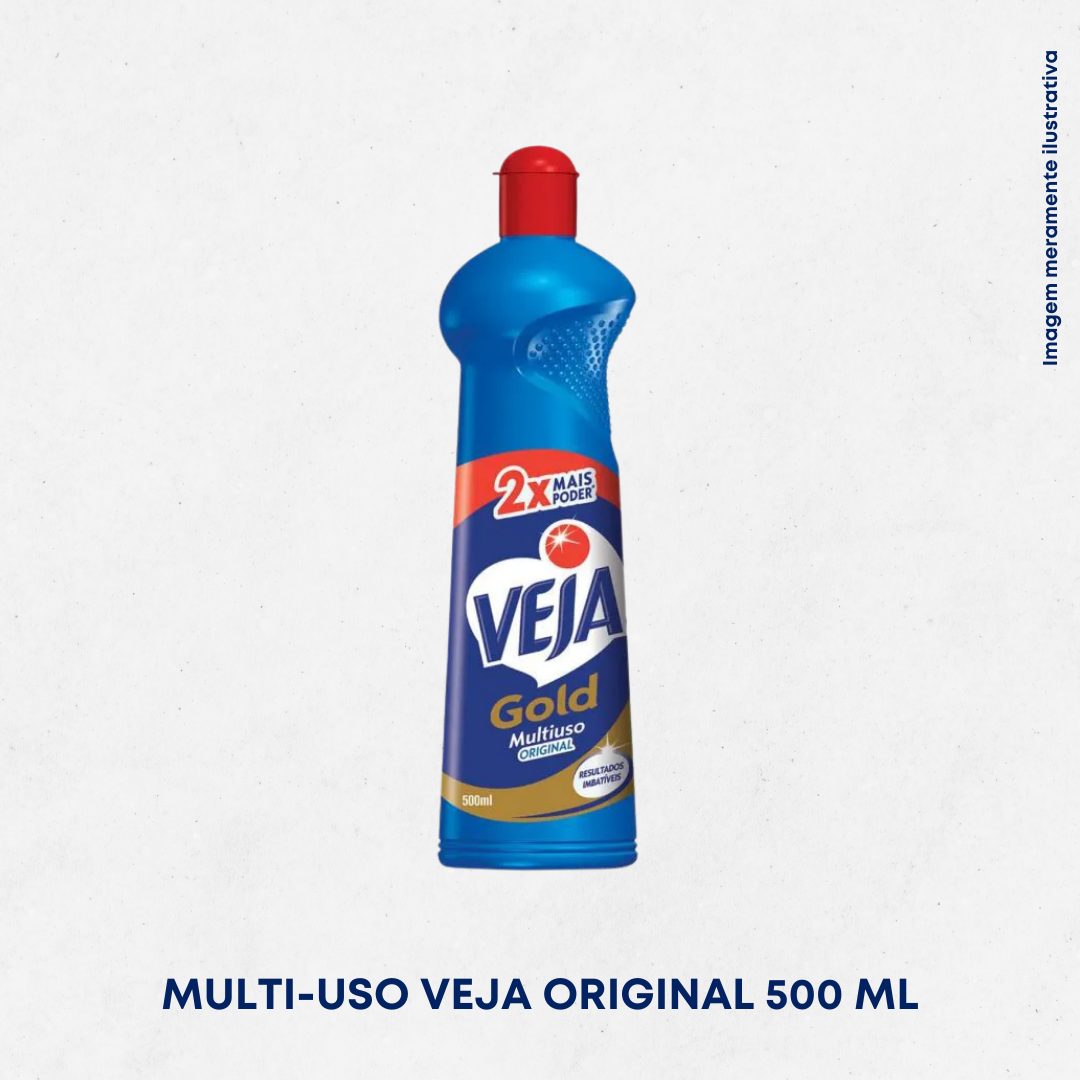 Imagem meramente ilustrativa
2x MAIS
PODER*
VEJA
Gold
Multiuso
ORIGINAL
RESULTADOS
IMBATÍVEIS
500ml
MULTI-USO VEJA ORIGINAL 500 ML